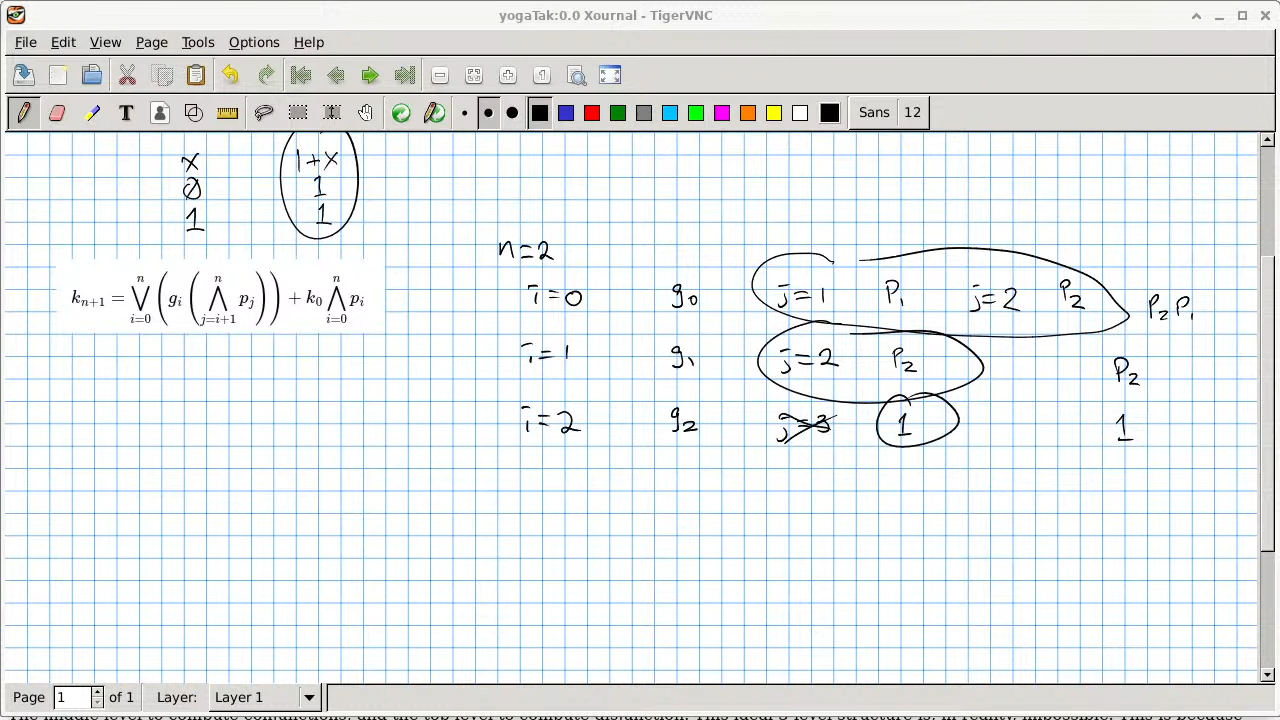 yogaTak:0.0 Xournal - TigerVNC
File Edit View Page Tools Options Help
Sans 12
x 1+x
0 1
1 1
n=2
k_{n+1} = \bigvee_{i=0}^{n} \left( g_i \left( \bigwedge_{j=i+1}^{n} p_j \right) \right) + k_0 \bigwedge_{i=0}^{n} p_i
i=0 g₀ j=1 P₁ j=2 P₂ P₂P₁
i=1 g₁ j=2 P₂ P₂
i=2 g₂ j=3 1 1
Page 1 of 1 Layer: Layer 1